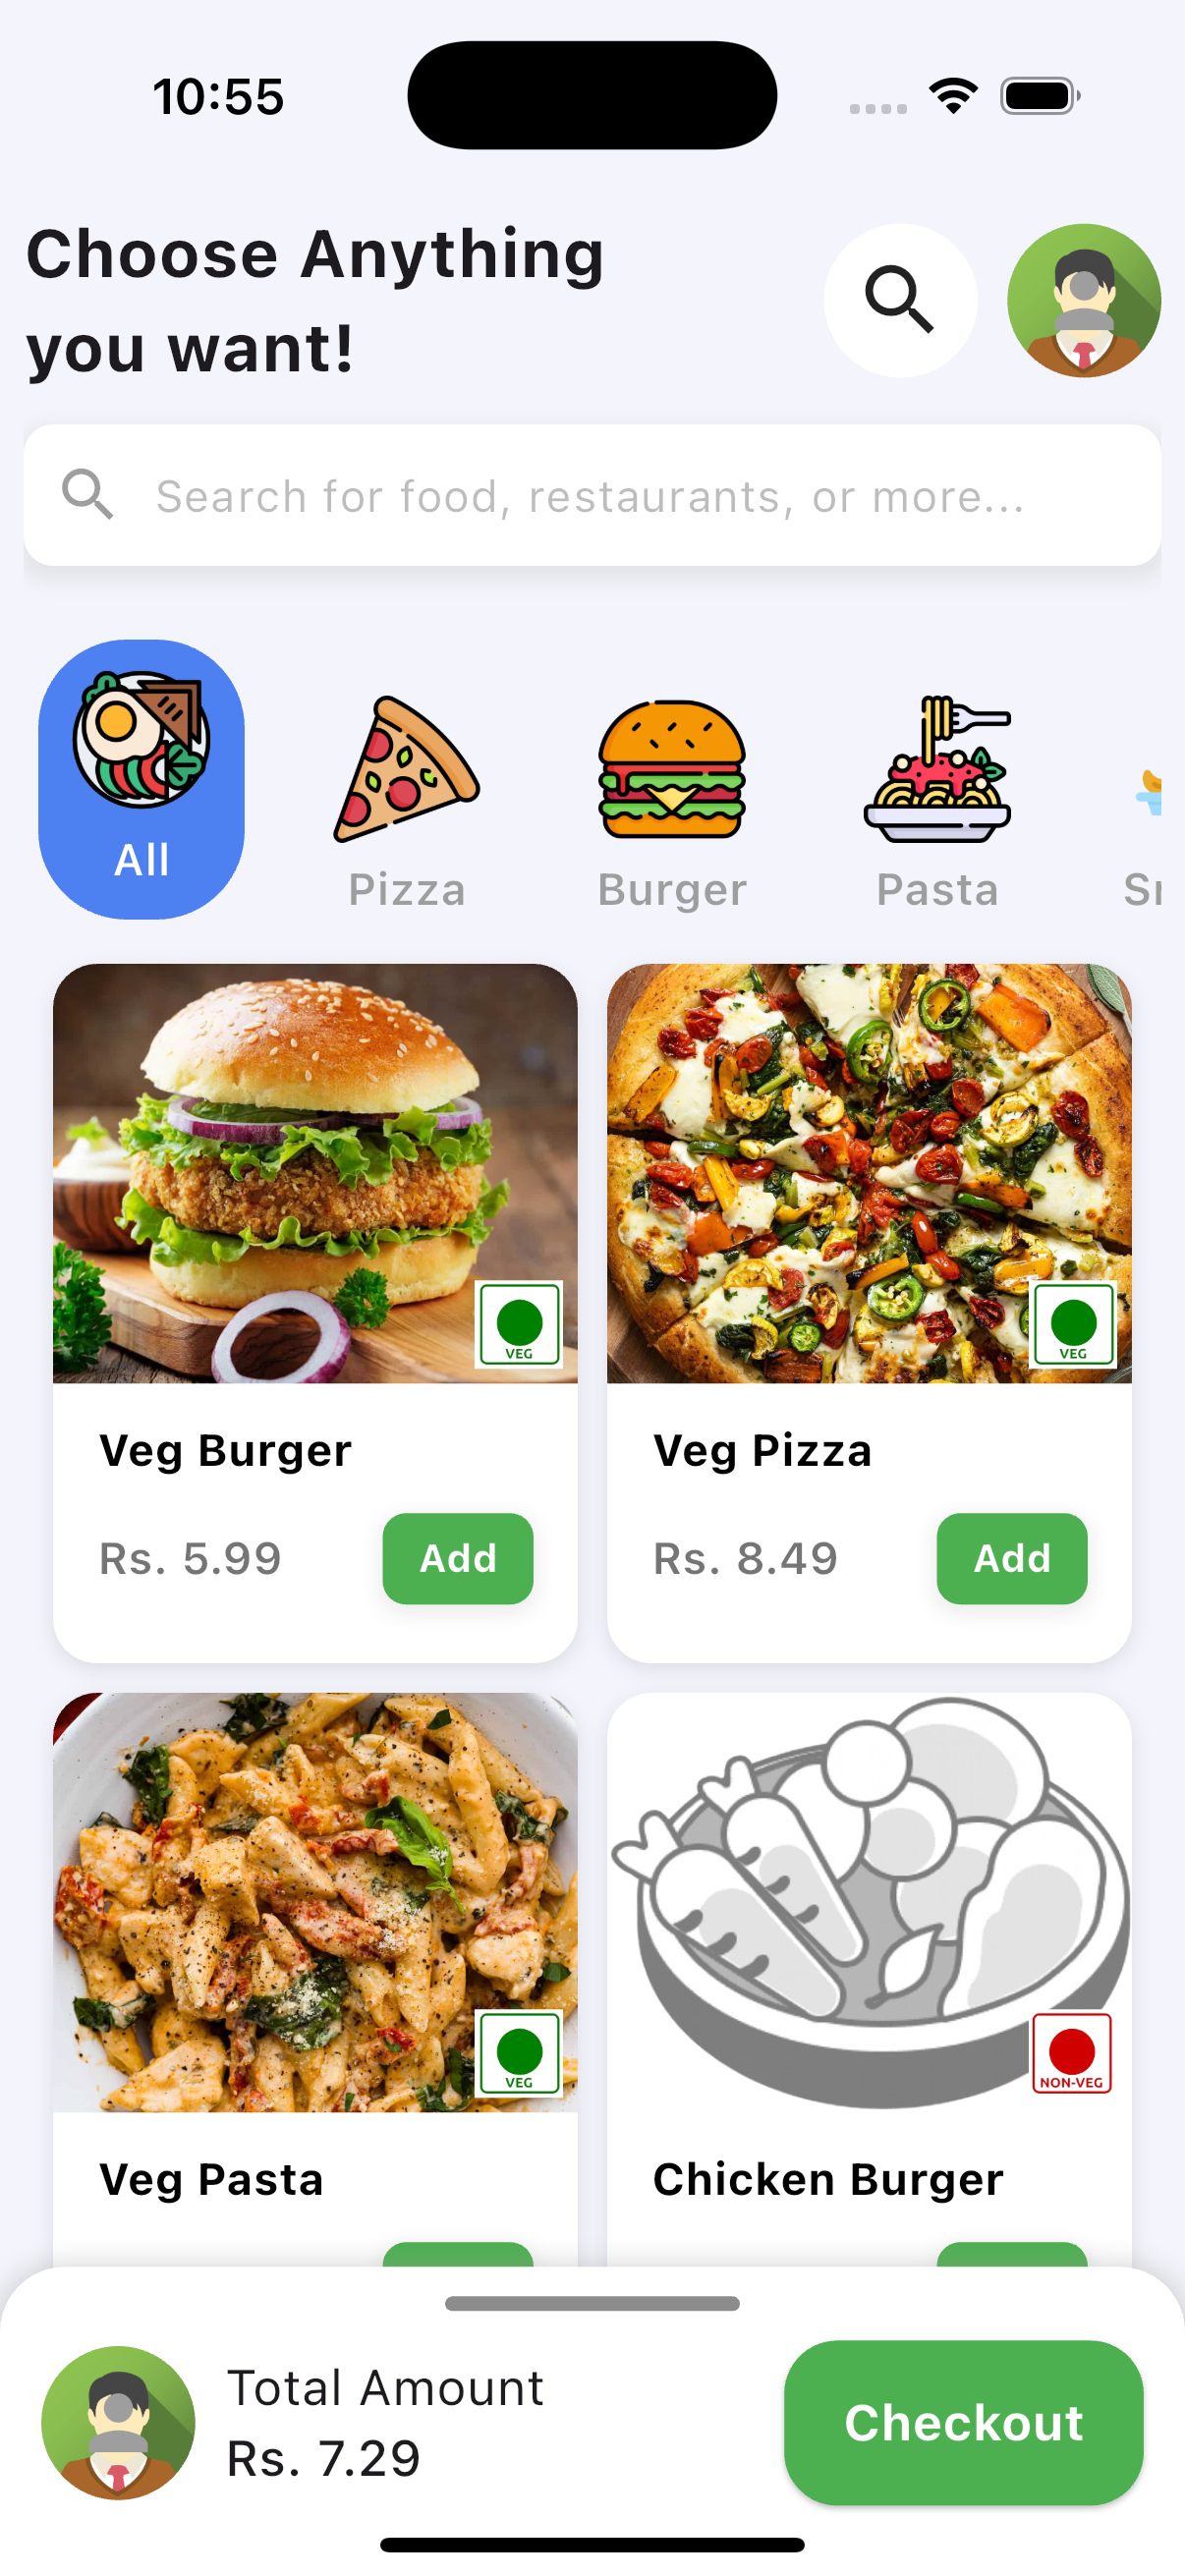 10:55
Choose Anything
you want!
Search for food, restaurants, or more...
All
Pizza
Burger
Pasta
VEG
VEG
Veg Burger
Veg Pizza
Rs. 5.99
Add
Rs. 8.49
Add
VEG
NON-VEG
Veg Pasta
Chicken Burger
Total Amount
Rs. 7.29
Checkout